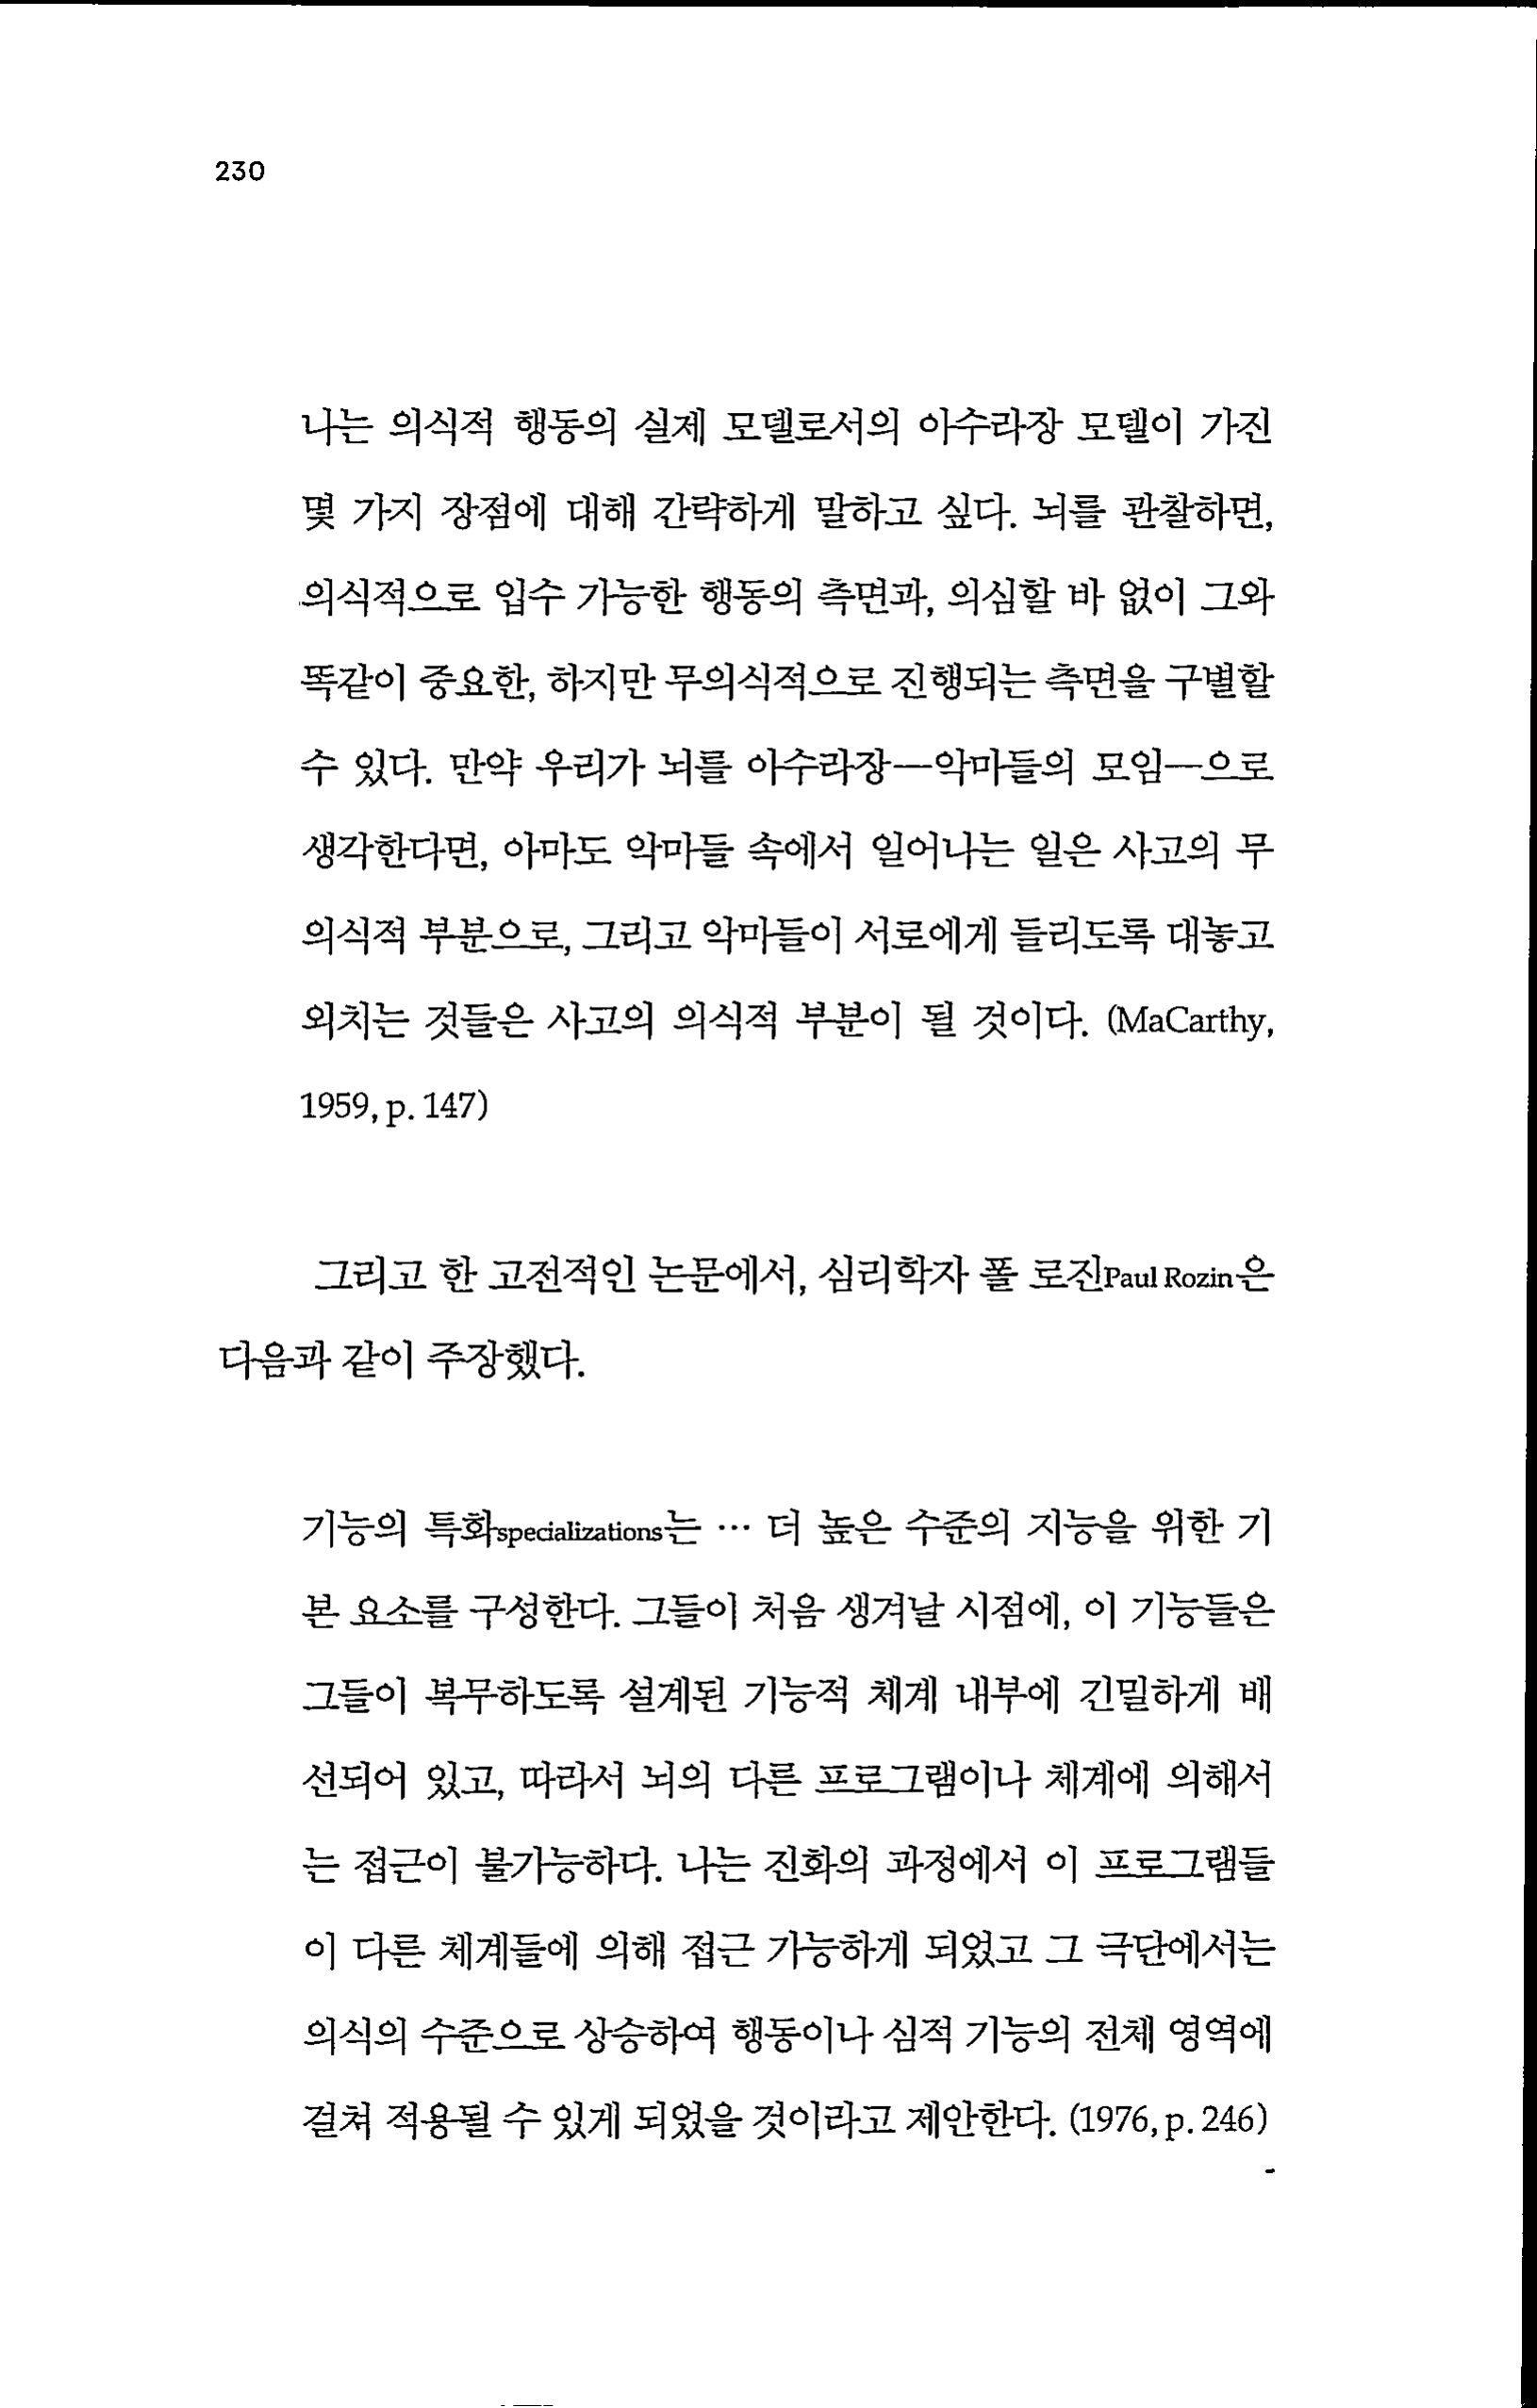 230
나는 의식적 행동의 실제 모델로서의 아수라장 모델이 가진
몇 가지 장점에 대해 간략하게 말하고 싶다. 뇌를 관찰하면,
의식적으로 입수 가능한 행동의 측면과, 의심할 바 없이 그와
똑같이 중요한, 하지만 무의식적으로 진행되는 측면을 구별할
수 있다. 만약 우리가 뇌를 아수라장—악마들의 모임—으로
생각한다면, 아마도 악마들 속에서 일어나는 일은 사고의 무
의식적 부분으로, 그리고 악마들이 서로에게 들리도록 대놓고
외치는 것들은 사고의 의식적 부분이 될 것이다. (MaCarthy,
1959, p. 147)
그리고 한 고전적인 논문에서, 심리학자 폴 로진Paul Rozin은
다음과 같이 주장했다.
기능의 특화specializations는 … 더 높은 수준의 지능을 위한 기
본 요소를 구성한다. 그들이 처음 생겨날 시점에, 이 기능들은
그들이 복무하도록 설계된 기능적 체계 내부에 긴밀하게 배
선되어 있고, 따라서 뇌의 다른 프로그램이나 체계에 의해서
는 접근이 불가능하다. 나는 진화의 과정에서 이 프로그램들
이 다른 체계들에 의해 접근 가능하게 되었고 그 극단에서는
의식의 수준으로 상승하여 행동이나 심적 기능의 전체 영역에
걸쳐 적용될 수 있게 되었을 것이라고 제안한다. (1976, p. 246)